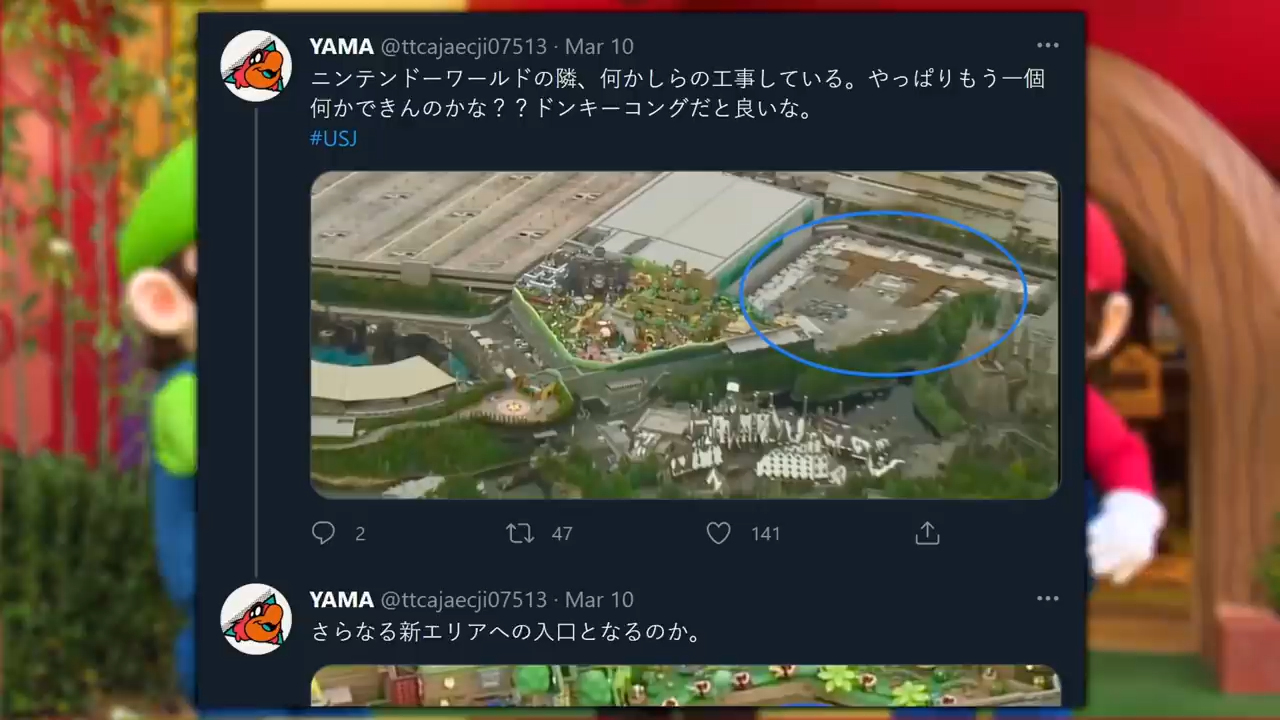 YAMA @ttcajaecji07513 · Mar 10
ニンテンドーワールドの隣、何かしらの工事している。やっぱりもう一個
何かできんのかな？？ドンキーコングだと良いな。
#USJ
2 47 141
YAMA @ttcajaecji07513 · Mar 10
さらなる新エリアへの入口となるのか。